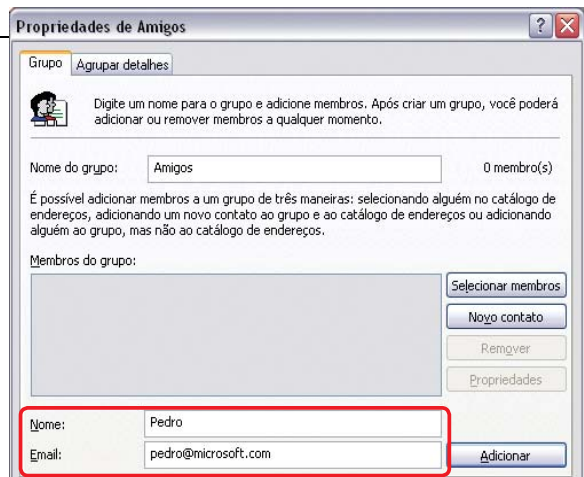 Propriedades de Amigos
Grupo Agrupar detalhes
Digite um nome para o grupo e adicione membros. Após criar um grupo, você poderá
adicionar ou remover membros a qualquer momento.
Nome do grupo: Amigos 0 membro(s)
É possível adicionar membros a um grupo de três maneiras: selecionando alguém no catálogo de
endereços, adicionando um novo contato ao grupo e ao catálogo de endereços ou adicionando
alguém ao grupo, mas não ao catálogo de endereços.
Membros do grupo:
Selecionar membros
Novo contato
Remover
Propriedades
Nome: Pedro
Email: pedro@microsoft.com Adicionar